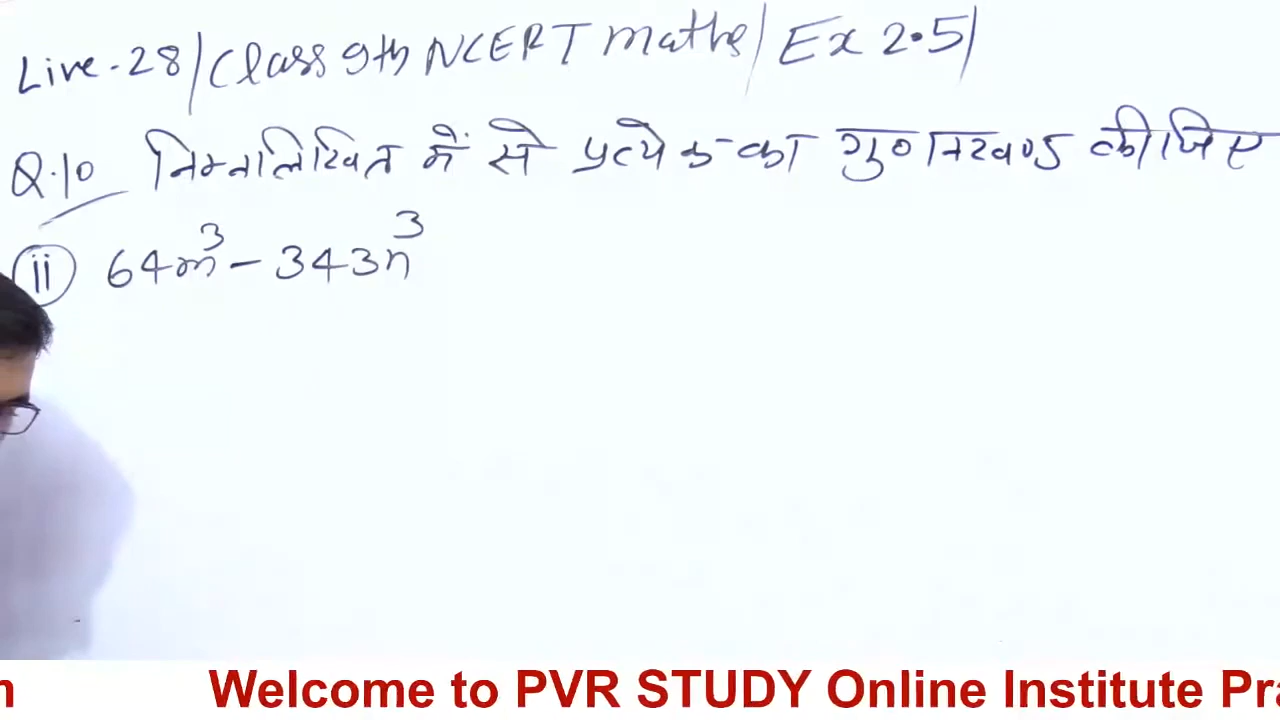 Live-28/Class 9th NCERT maths/Ex 2.5/
Q.10 निम्नलिखित में से प्रत्येक का गुणनखण्ड कीजिए
(ii) 64m³ - 343n³
m Welcome to PVR STUDY Online Institute Pra